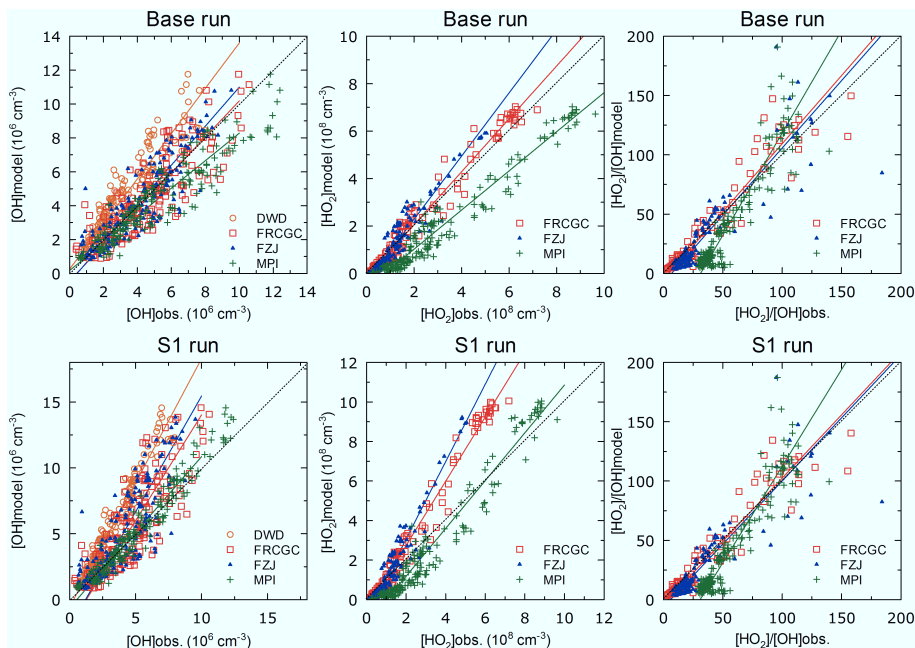 Base run
Base run
Base run
14
12
10
8
6
4
2
0
[OH]model (10⁶ cm⁻³)
DWD
FRCGC
FZJ
MPI
0 2 4 6 8 10 12 14
[OH]obs. (10⁶ cm⁻³)
10
8
6
4
2
0
[HO₂]model (10⁸ cm⁻³)
FRCGC
FZJ
MPI
0 2 4 6 8 10
[HO₂]obs. (10⁸ cm⁻³)
200
150
100
50
0
[HO₂]/[OH]model
FRCGC
FZJ
MPI
0 50 100 150 200
[HO₂]/[OH]obs.
S1 run
S1 run
S1 run
15
10
5
0
[OH]model (10⁶ cm⁻³)
DWD
FRCGC
FZJ
MPI
0 5 10 15
[OH]obs. (10⁶ cm⁻³)
12
10
8
6
4
2
0
[HO₂]model (10⁸ cm⁻³)
FRCGC
FZJ
MPI
0 2 4 6 8 10 12
[HO₂]obs. (10⁸ cm⁻³)
200
150
100
50
0
[HO₂]/[OH]model
FRCGC
FZJ
MPI
0 50 100 150 200
[HO₂]/[OH]obs.